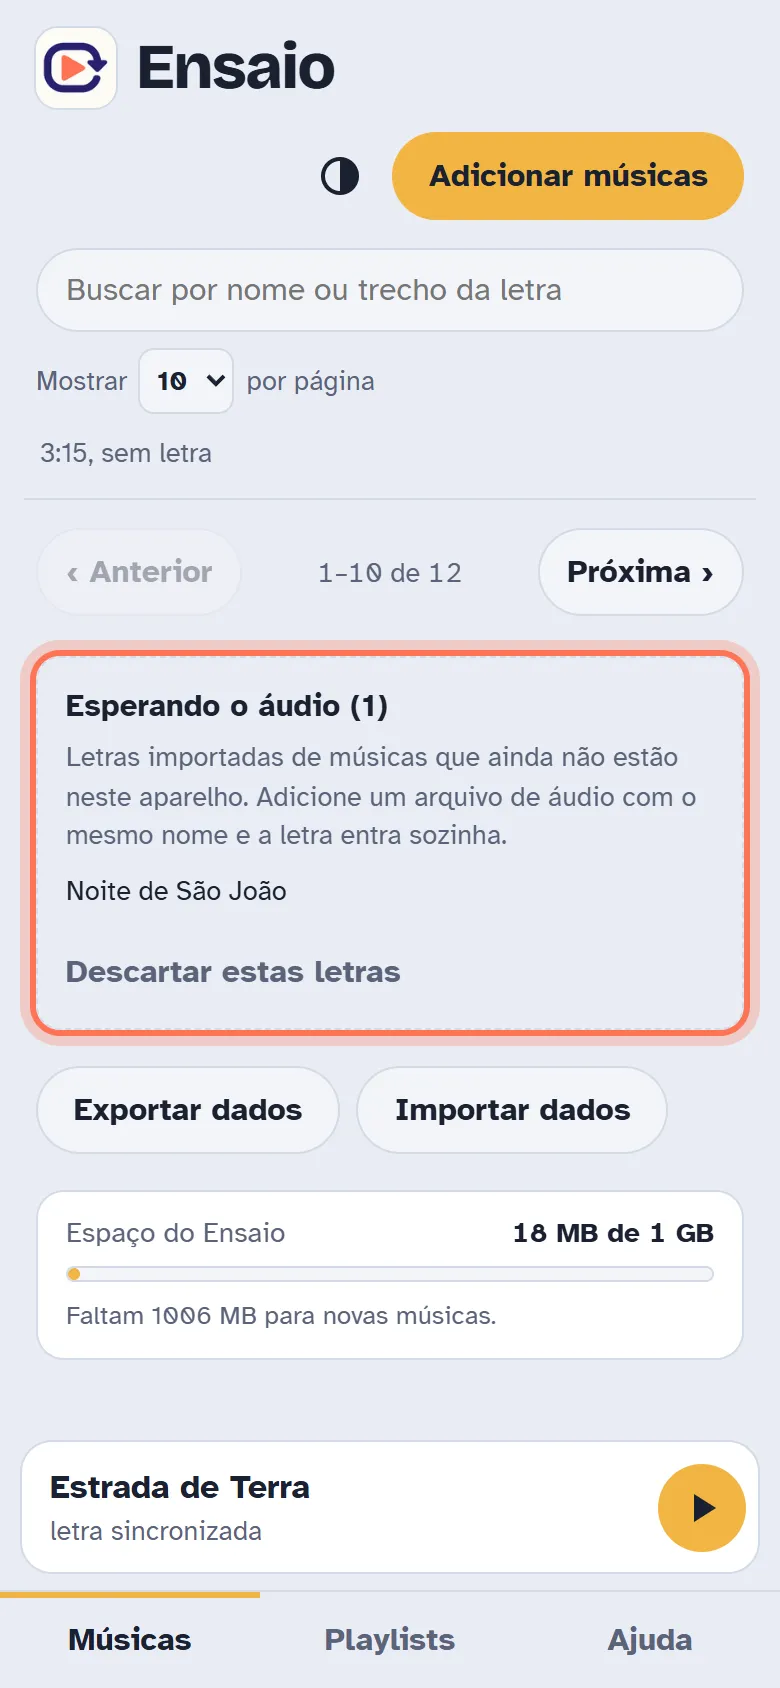 Ensaio
Adicionar músicas
Buscar por nome ou trecho da letra
Mostrar 10 por página
3:15, sem letra
‹ Anterior 1–10 de 12 Próxima ›
Esperando o áudio (1)
Letras importadas de músicas que ainda não estão
neste aparelho. Adicione um arquivo de áudio com o
mesmo nome e a letra entra sozinha.
Noite de São João
Descartar estas letras
Exportar dados Importar dados
Espaço do Ensaio 18 MB de 1 GB
Faltam 1006 MB para novas músicas.
Estrada de Terra
letra sincronizada
Músicas Playlists Ajuda